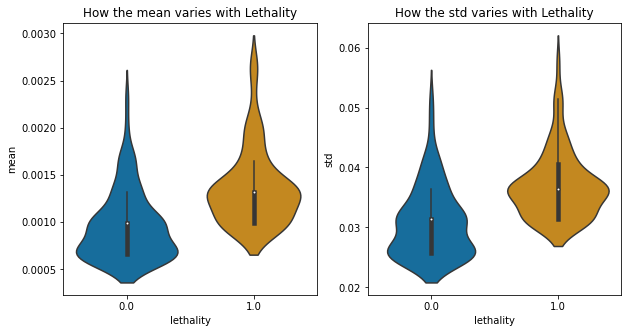 How the mean varies with Lethality
0.0030
0.0025
0.0020
0.0015
0.0010
0.0005
mean
0.0
1.0
lethality
How the std varies with Lethality
0.06
0.05
0.04
0.03
0.02
std
0.0
1.0
lethality